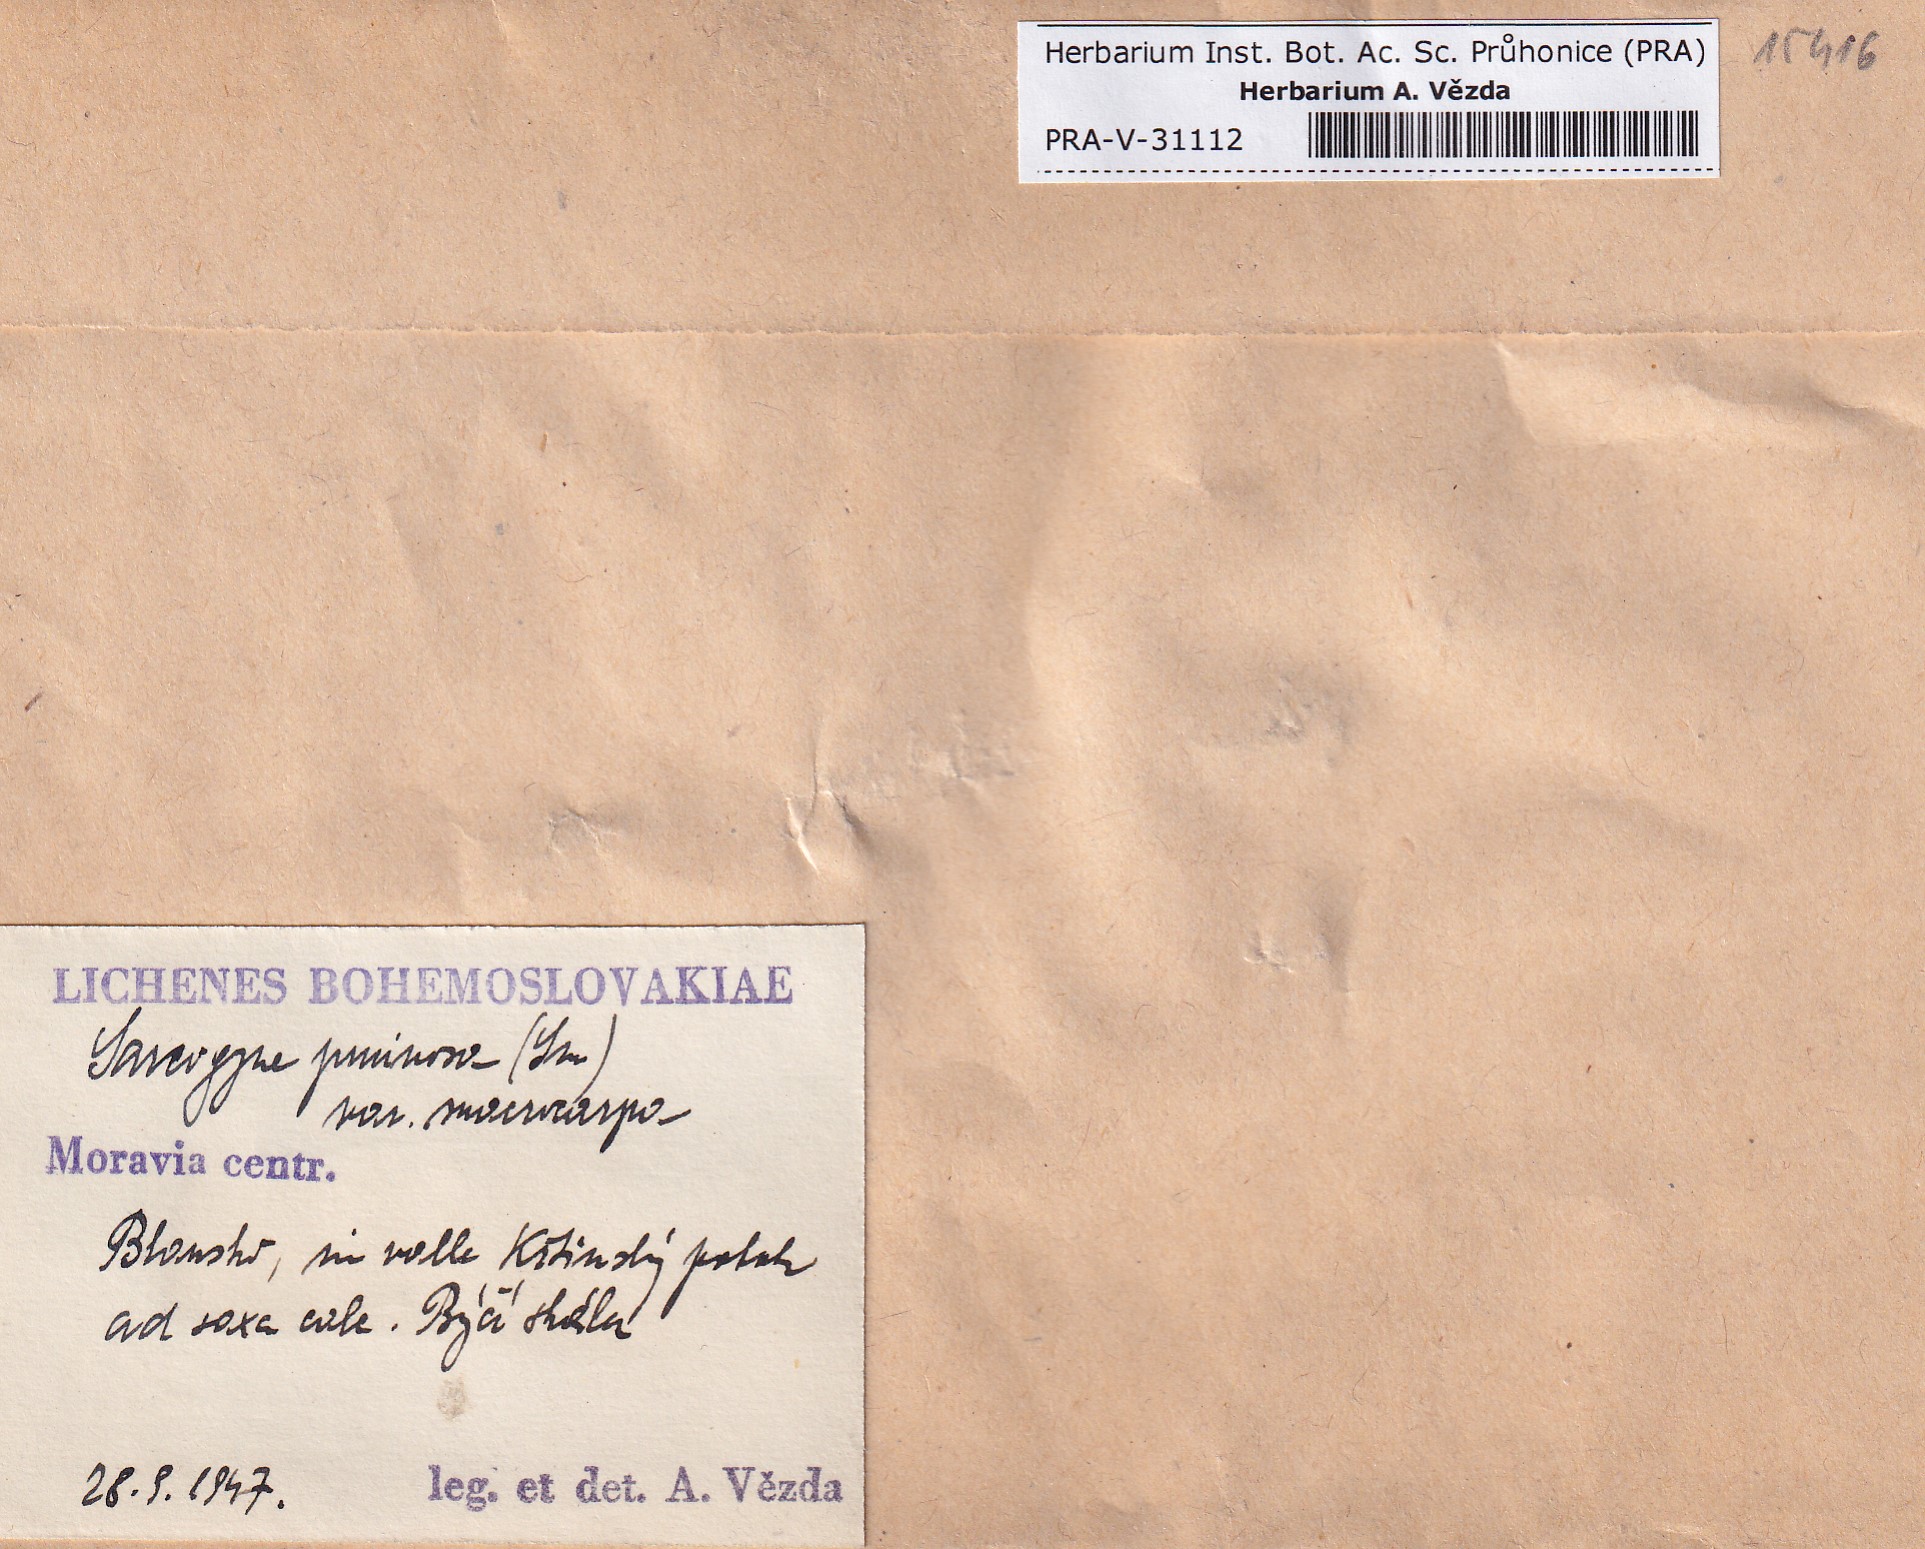 Herbarium Inst. Bot. Ac. Sc. Průhonice (PRA)
Herbarium A. Vězda
PRA-V-31112
15416
LICHENES BOHEMOSLOVAKIAE
Sarcogyne pruinosa (Sm)
var. macrocarpa
Moravia centr.
Blansko, in valle Křtinský potok
ad saxa calc. Býčí skála
28.9.1947.
leg. et det. A. Vězda